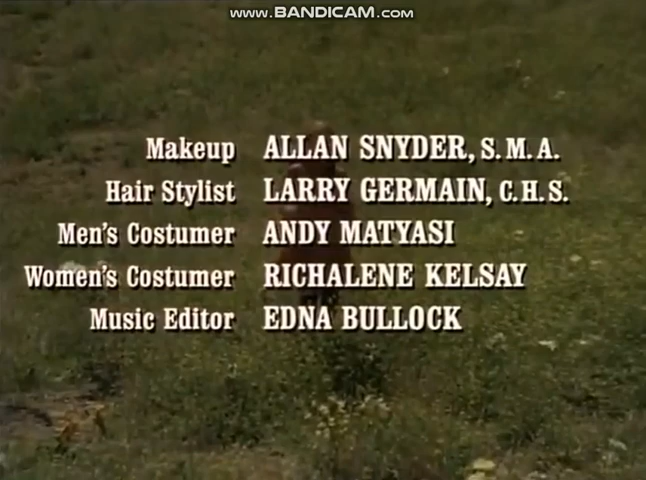 www.BANDICAM.com
Makeup ALLAN SNYDER, S.M.A.
Hair Stylist LARRY GERMAIN, C.H.S.
Men's Costumer ANDY MATYASI
Women's Costumer RICHALENE KELSAY
Music Editor EDNA BULLOCK